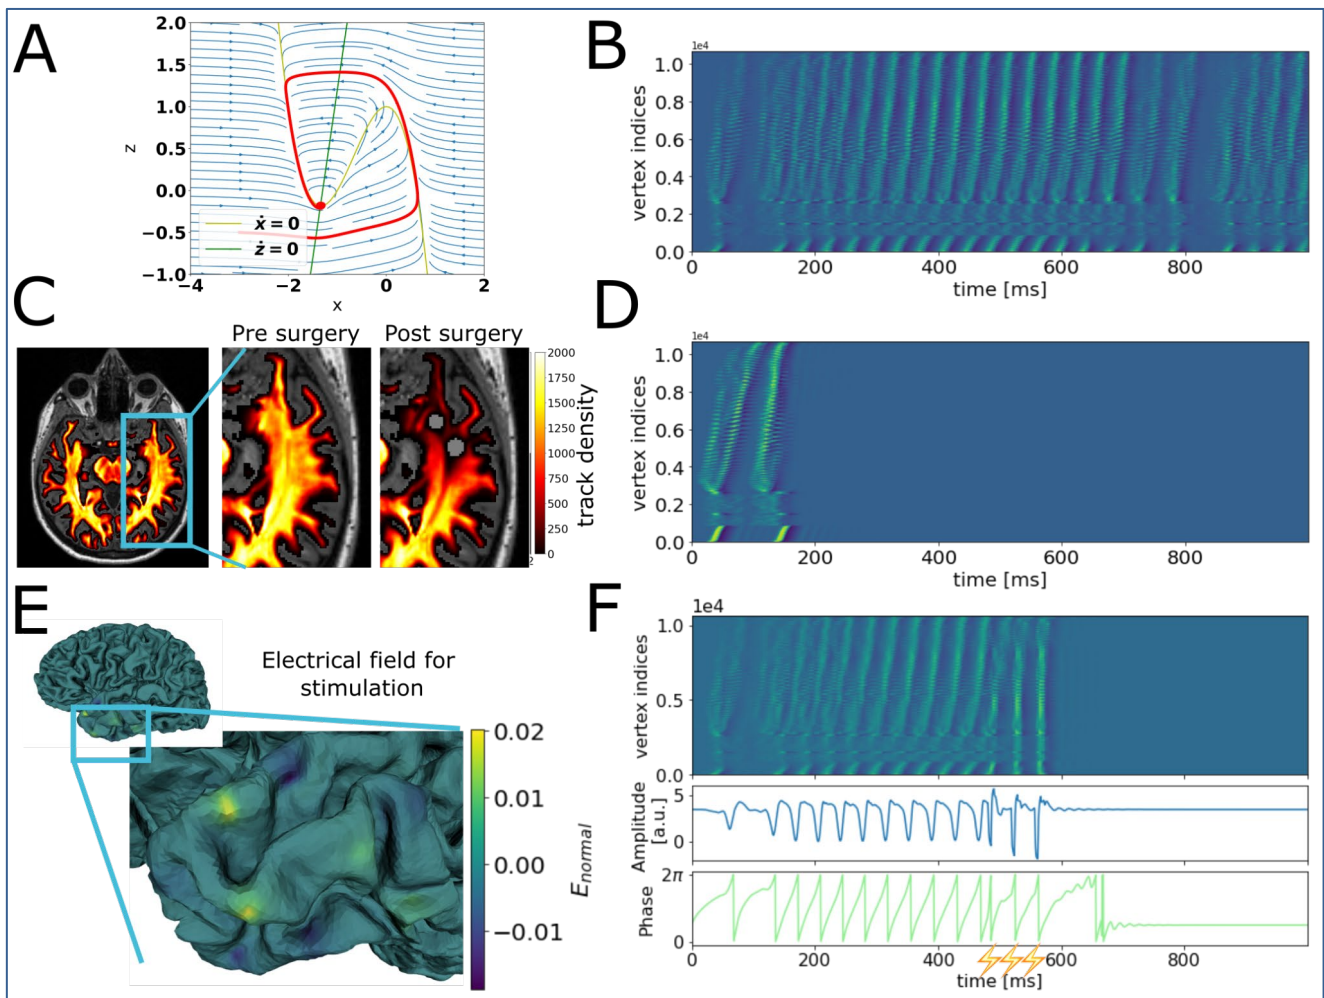 A
2.0
1.5
1.0
0.5
0.0
−0.5
−1.0
z
ẋ = 0
ż = 0
−4
−2
0
2
x
B
1e4
1.0
0.8
0.6
0.4
0.2
0.0
vertex indices
0
200
400
600
800
time [ms]
C
Pre surgery
Post surgery
2000
1750
1500
1250
1000
750
500
250
0
track density
D
1e4
1.0
0.8
0.6
0.4
0.2
0.0
vertex indices
0
200
400
600
800
time [ms]
E
Electrical field for
stimulation
0.02
0.01
0.00
−0.01
E_normal
F
1e4
1.0
0.5
0.0
vertex indices
5
0
Amplitude
[a.u.]
2π
0
Phase
0
200
400
600
800
time [ms]